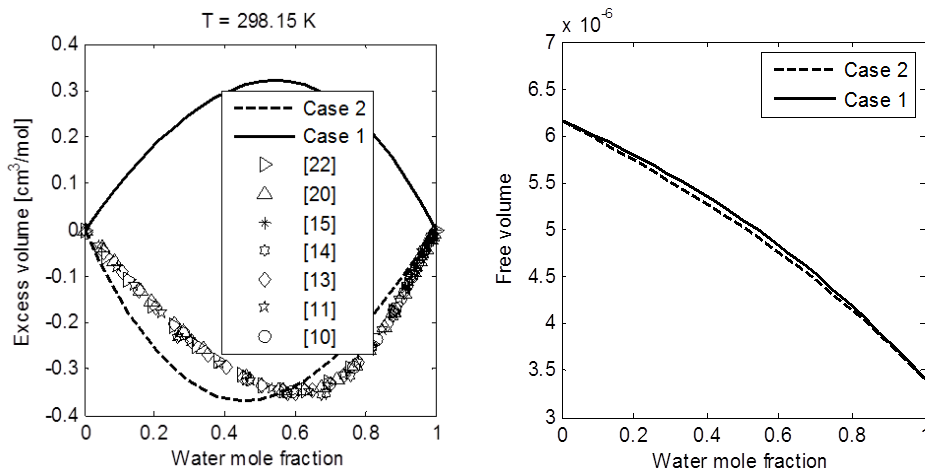 T = 298.15 K
Excess volume [cm³/mol]
0.4
0.3
0.2
0.1
0
-0.1
-0.2
-0.3
-0.4
0 0.2 0.4 0.6 0.8 1
Water mole fraction
Case 2
Case 1
[22]
[20]
[15]
[14]
[13]
[11]
[10]
x 10⁻⁶
Free volume
7
6.5
6
5.5
5
4.5
4
3.5
3
0 0.2 0.4 0.6 0.8 1
Water mole fraction
Case 2
Case 1